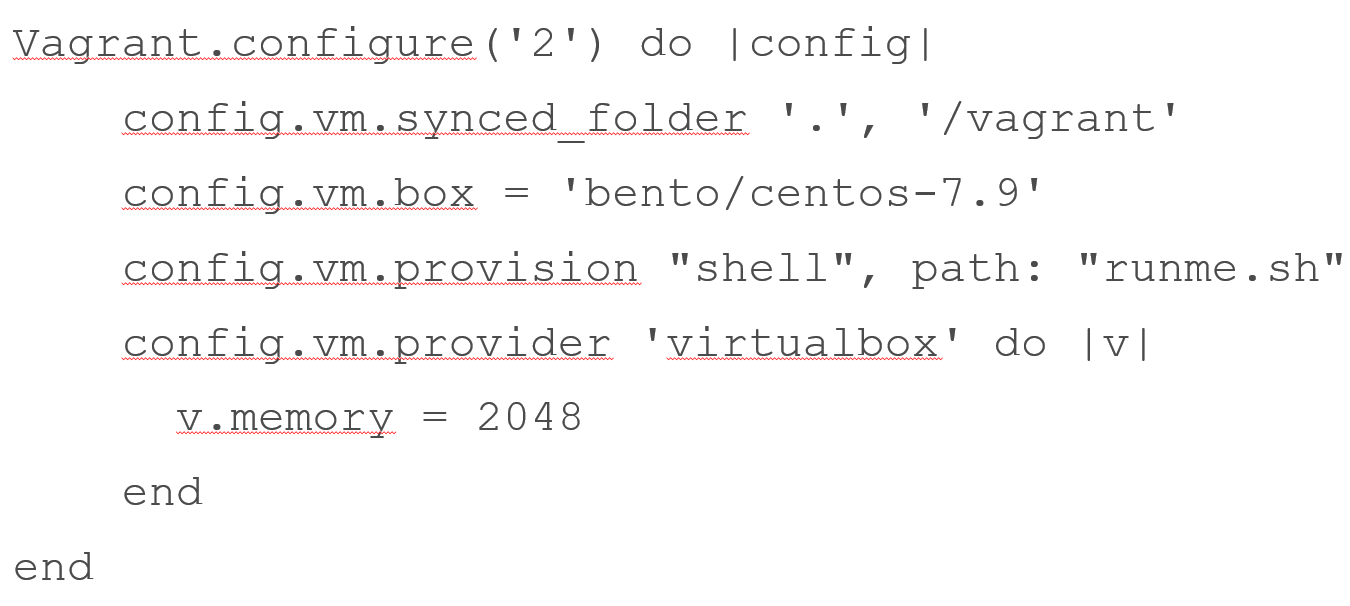 Vagrant.configure('2') do |config|
    config.vm.synced_folder '.', '/vagrant'
    config.vm.box = 'bento/centos-7.9'
    config.vm.provision "shell", path: "runme.sh"
    config.vm.provider 'virtualbox' do |v|
      v.memory = 2048
    end
end